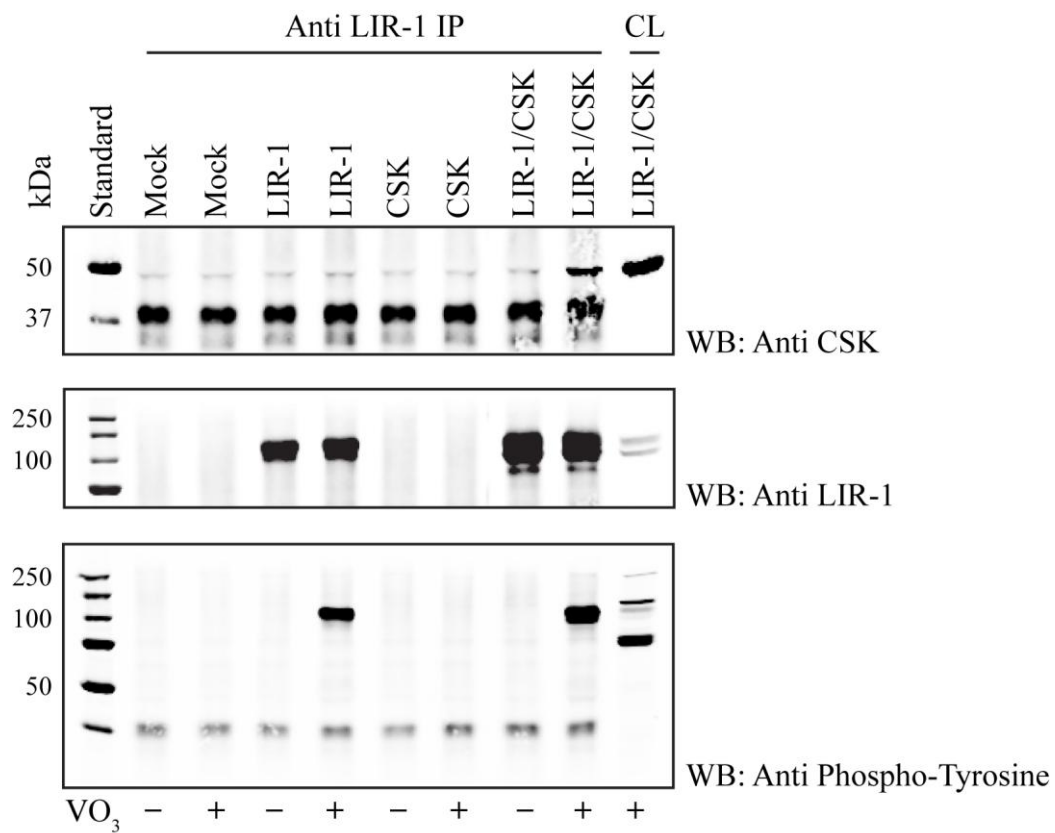 Anti LIR-1 IP CL
kDa Standard Mock Mock LIR-1 LIR-1 CSK CSK LIR-1/CSK LIR-1/CSK LIR-1/CSK
50
37
WB: Anti CSK
250
100
WB: Anti LIR-1
250
100
50
WB: Anti Phospho-Tyrosine
VO3 − + − + − + − + +